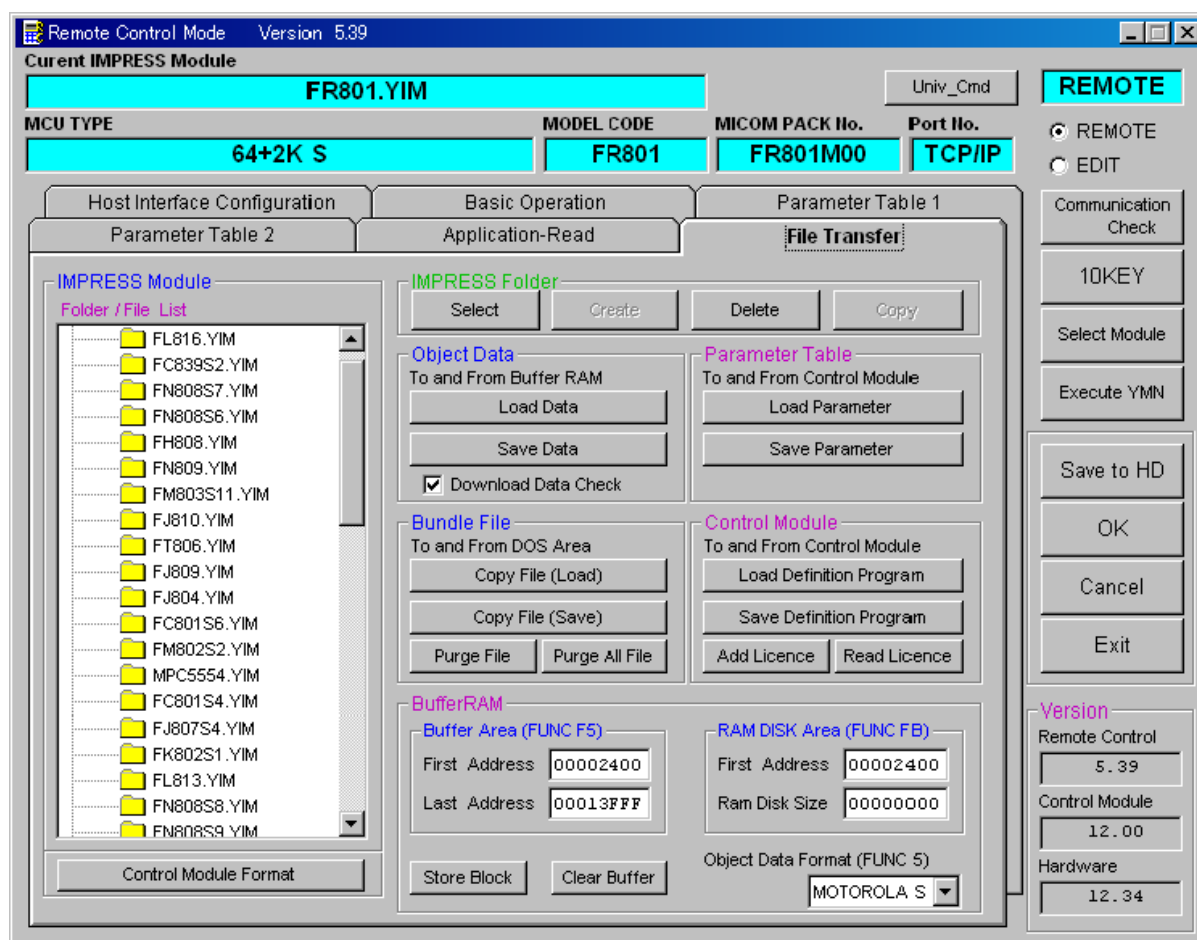 Remote Control Mode Version 5.39
Curent IMPRESS Module
FR801.YIM
Univ_Cmd
REMOTE
MCU TYPE
MODEL CODE
MICOM PACK No.
Port No.
64+2K S
FR801
FR801M00
TCP/IP
REMOTE
EDIT
Host Interface Configuration
Basic Operation
Parameter Table 1
Parameter Table 2
Application-Read
File Transfer
IMPRESS Module
Folder / File List
FL816.YIM
FC839S2.YIM
FN808S7.YIM
FN808S6.YIM
FH808.YIM
FN809.YIM
FM803S11.YIM
FJ810.YIM
FT806.YIM
FJ809.YIM
FJ804.YIM
FC801S6.YIM
FM802S2.YIM
MPC5554.YIM
FC801S4.YIM
FJ807S4.YIM
FK802S1.YIM
FL813.YIM
FN808S8.YIM
FN808S9.YIM
Control Module Format
IMPRESS Folder
Select
Create
Delete
Copy
Object Data
To and From Buffer RAM
Load Data
Save Data
Download Data Check
Parameter Table
To and From Control Module
Load Parameter
Save Parameter
Bundle File
To and From DOS Area
Copy File (Load)
Copy File (Save)
Purge File
Purge All File
Control Module
To and From Control Module
Load Definition Program
Save Definition Program
Add Licence
Read Licence
BufferRAM
Buffer Area (FUNC F5)
First Address 00002400
Last Address 00013FFF
RAM DISK Area (FUNC FB)
First Address 00002400
Ram Disk Size 00000000
Store Block
Clear Buffer
Object Data Format (FUNC 5)
MOTOROLA S
Communication
Check
10KEY
Select Module
Execute YMN
Save to HD
OK
Cancel
Exit
Version
Remote Control
5.39
Control Module
12.00
Hardware
12.34